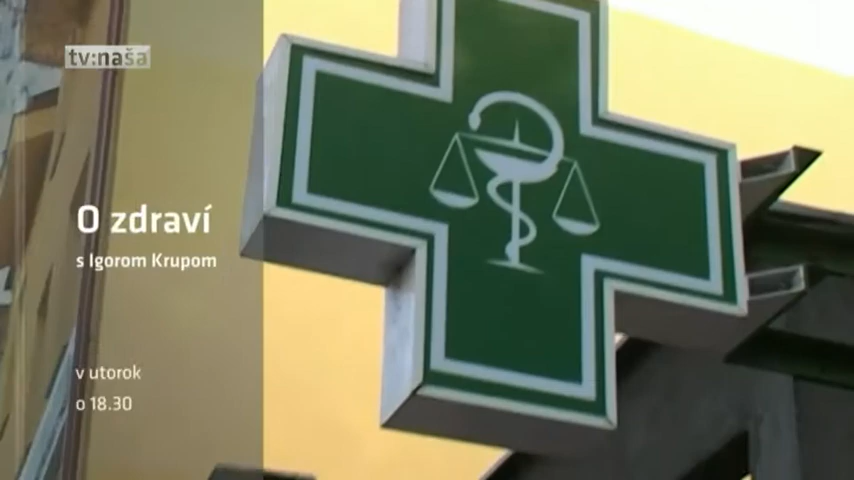 tv:naša
O zdraví
s Igorom Krupom
v utorok
o 18.30